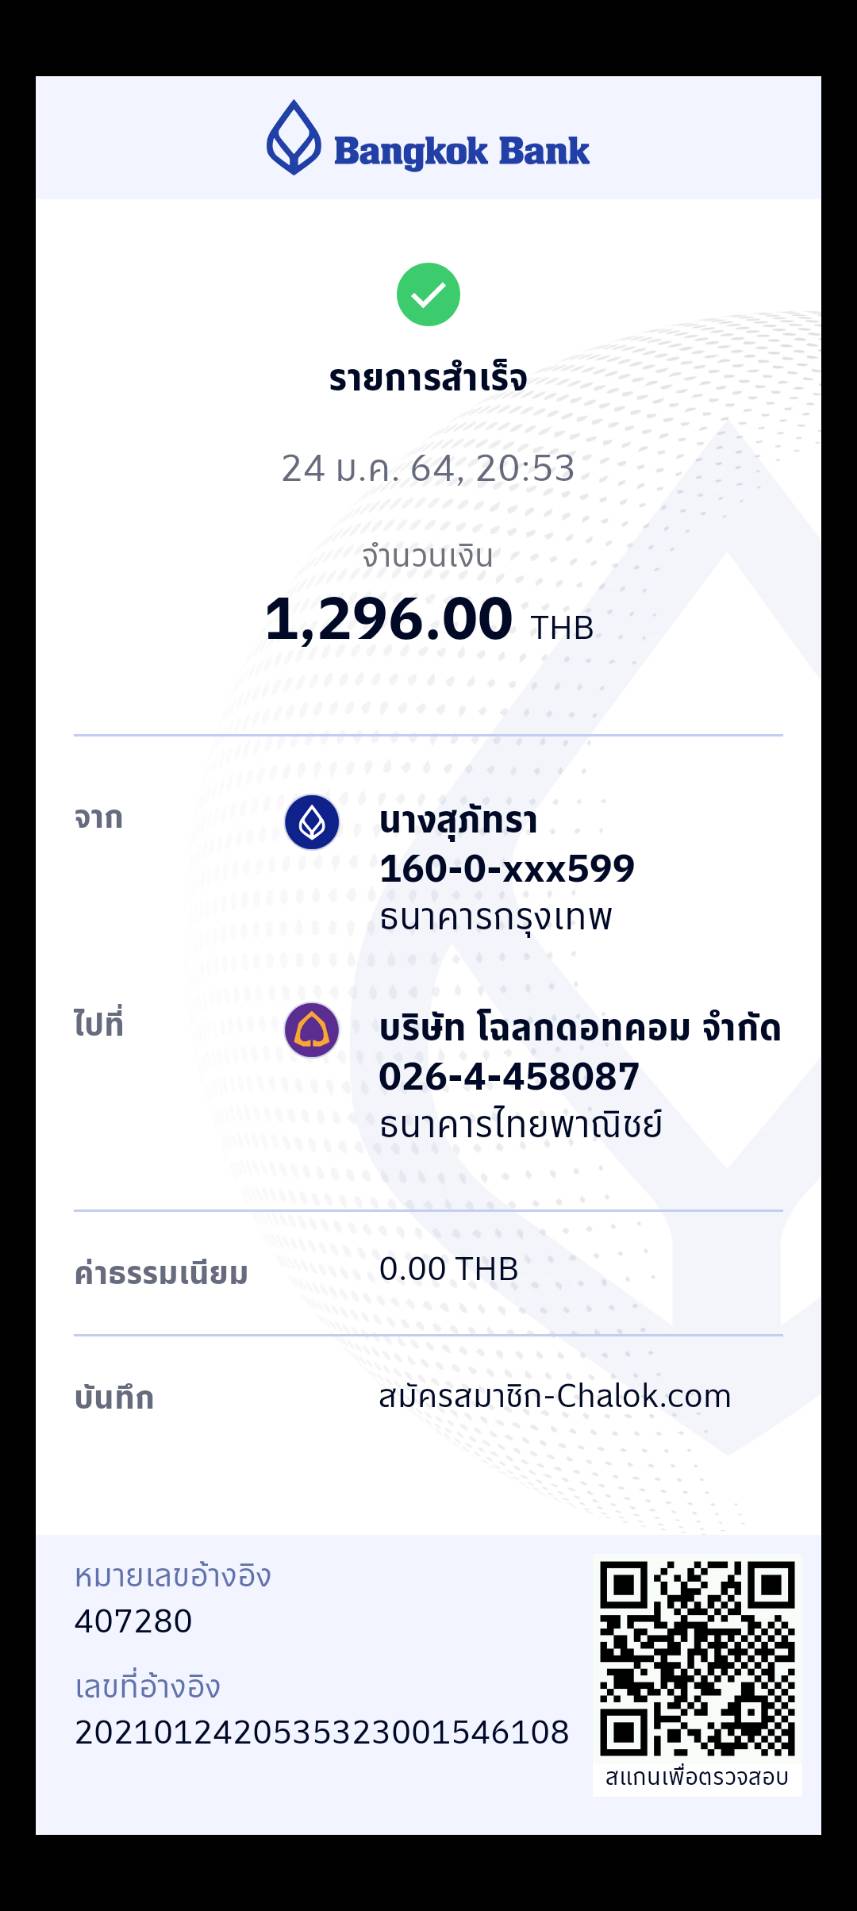 Bangkok Bank
รายการสำเร็จ
24 ม.ค. 64, 20:53
จำนวนเงิน
1,296.00 THB
จาก
นางสุภัทรา
160-0-xxx599
ธนาคารกรุงเทพ
ไปที่
บริษัท โฉลกดอทคอม จำกัด
026-4-458087
ธนาคารไทยพาณิชย์
ค่าธรรมเนียม 0.00 THB
บันทึก สมัครสมาชิก-Chalok.com
หมายเลขอ้างอิง
407280
เลขที่อ้างอิง
2021012420535323001546108
สแกนเพื่อตรวจสอบ